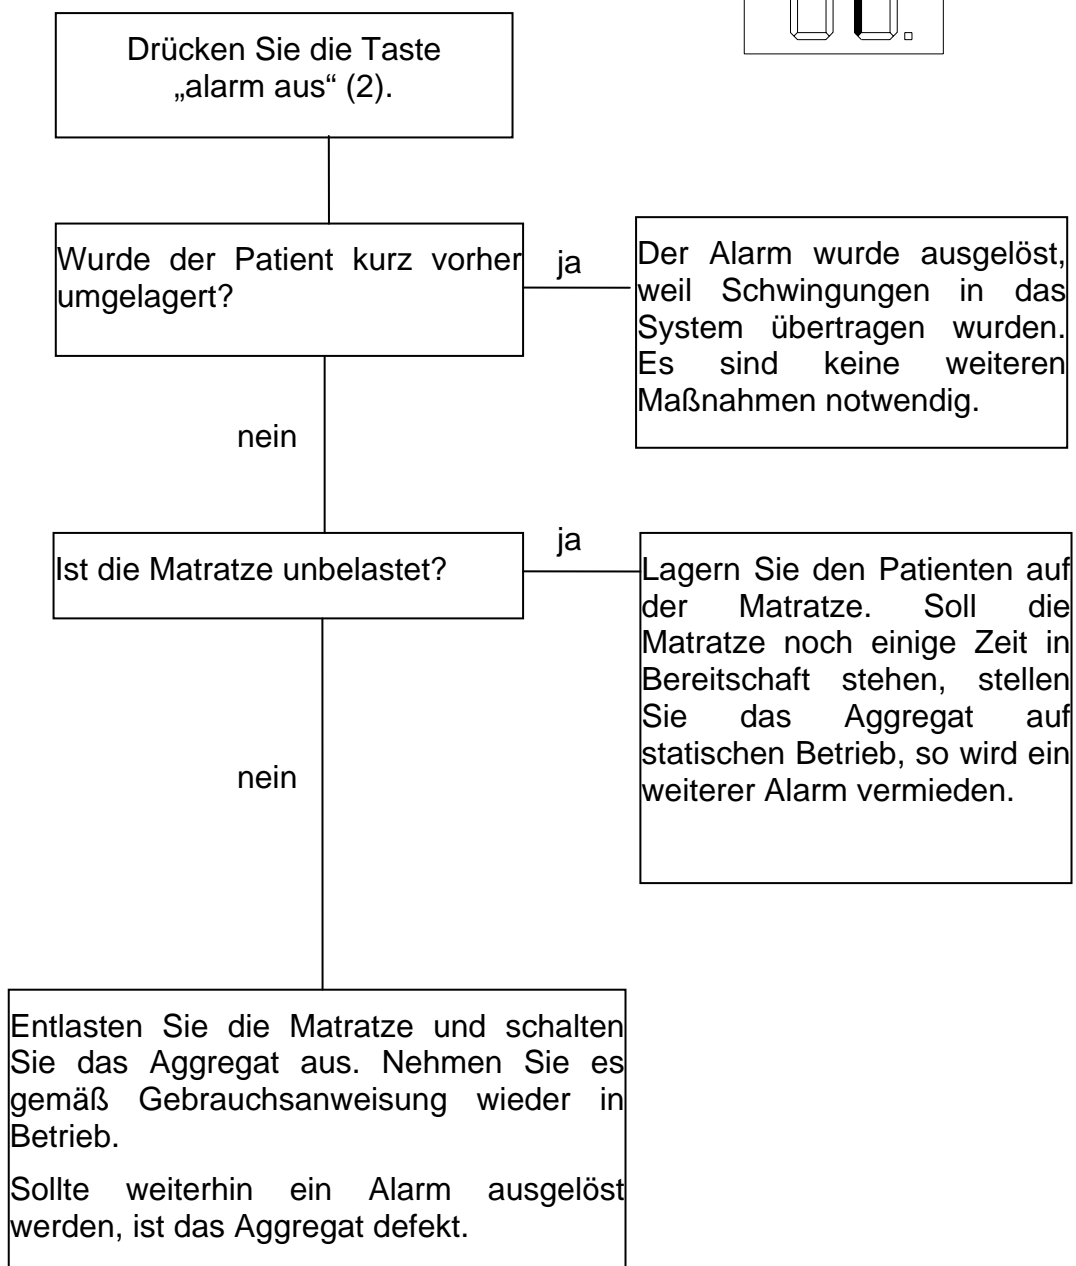 Drücken Sie die Taste
„alarm aus“ (2).
Wurde der Patient kurz vorher
umgelagert?
ja
Der Alarm wurde ausgelöst,
weil Schwingungen in das
System übertragen wurden.
Es sind keine weiteren
Maßnahmen notwendig.
nein
Ist die Matratze unbelastet?
ja
Lagern Sie den Patienten auf
der Matratze. Soll die
Matratze noch einige Zeit in
Bereitschaft stehen, stellen
Sie das Aggregat auf
statischen Betrieb, so wird ein
weiterer Alarm vermieden.
nein
Entlasten Sie die Matratze und schalten
Sie das Aggregat aus. Nehmen Sie es
gemäß Gebrauchsanweisung wieder in
Betrieb.
Sollte weiterhin ein Alarm ausgelöst
werden, ist das Aggregat defekt.